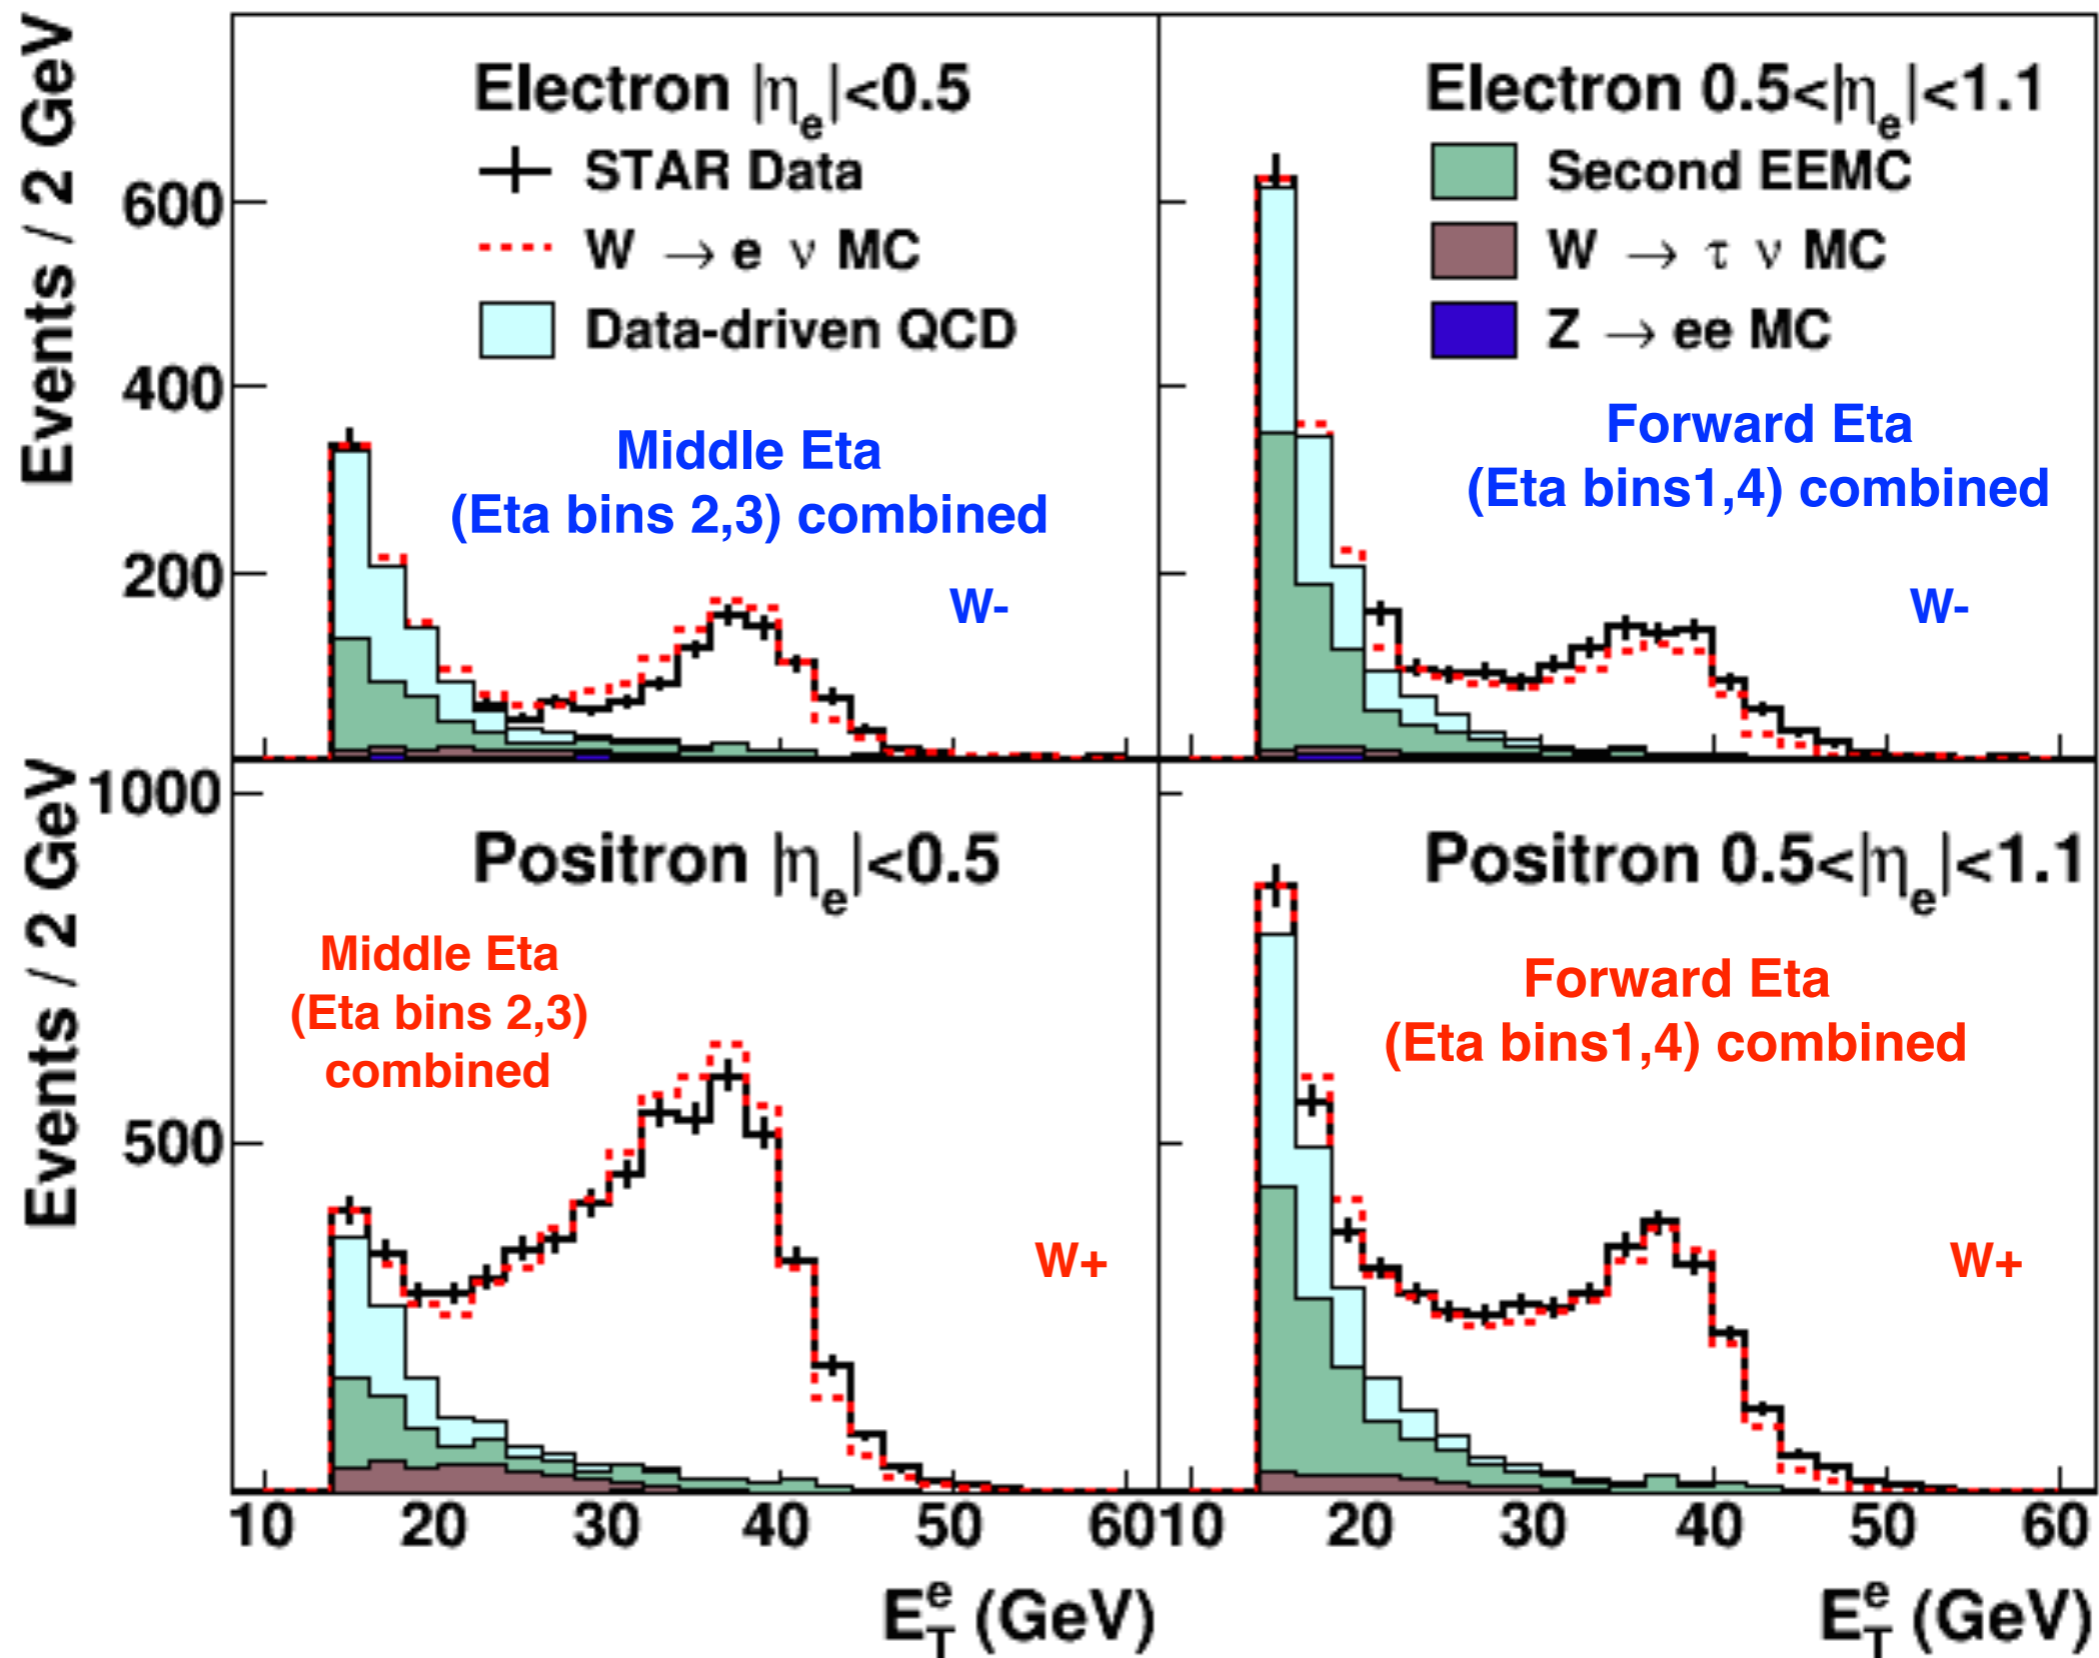 Events / 2 GeV
600
400
200
Electron |ηe|<0.5
STAR Data
W → e ν MC
Data-driven QCD
Middle Eta
(Eta bins 2,3) combined
W-
Electron 0.5<|ηe|<1.1
Second EEMC
W → τ ν MC
Z → ee MC
Forward Eta
(Eta bins1,4) combined
W-
Events / 2 GeV
1000
500
Positron |ηe|<0.5
Middle Eta
(Eta bins 2,3)
combined
W+
Positron 0.5<|ηe|<1.1
Forward Eta
(Eta bins1,4) combined
W+
10 20 30 40 50 60
10 20 30 40 50 60
E_T^e (GeV)
E_T^e (GeV)